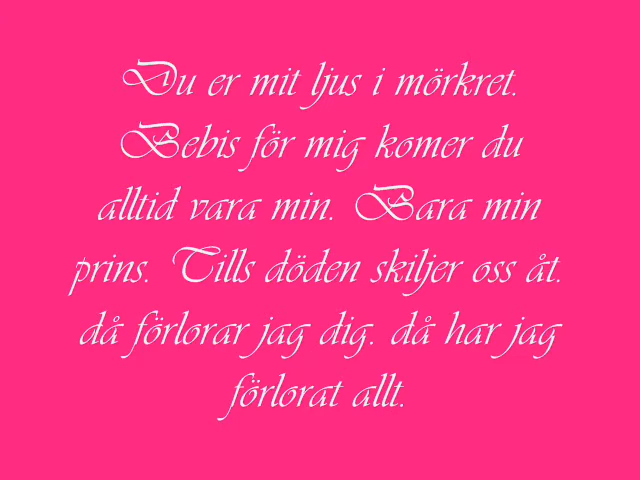 Du er mit ljus i mörkret.
Bebis för mig komer du
alltid vara min. Bara min
prins. Tills döden skiljer oss åt.
då förlorar jag dig. då har jag
förlorat allt.